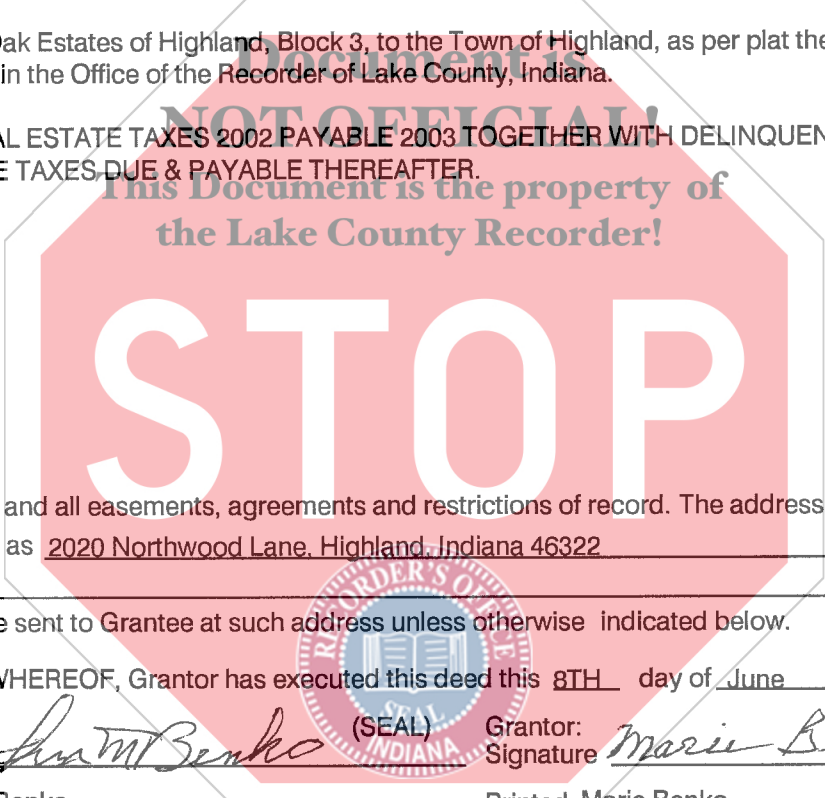 Oak Estates of Highland, Block 3, to the Town of Highland, as per plat the
Document is
in the Office of the Recorder of Lake County, Indiana.
NOT OFFICIAL!
AL ESTATE TAXES 2002 PAYABLE 2003 TOGETHER WITH DELINQUEN
E TAXES DUE & PAYABLE THEREAFTER.
This Document is the property of
the Lake County Recorder!
STOP
and all easements, agreements and restrictions of record. The address
as 2020 Northwood Lane, Highland, Indiana 46322
RECORDER'S OFFICE
e sent to Grantee at such address unless otherwise indicated below.
WHEREOF, Grantor has executed this deed this 8TH day of June
SEAL
INDIANA
John M Benko (SEAL) Grantor:
Signature Marie B
Benko Printed Marie Benko